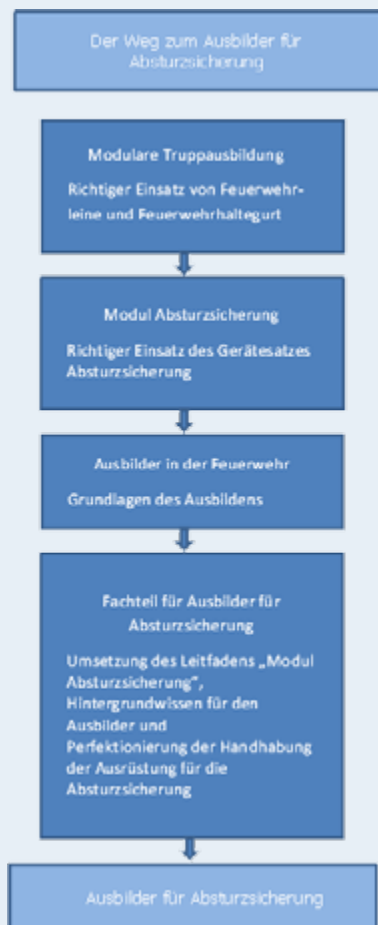 Der Weg zum Ausbilder für
Absturzsicherung
Modulare Truppausbildung
Richtiger Einsatz von Feuerwehr-
leine und Feuerwehrhaltegurt
Modul Absturzsicherung
Richtiger Einsatz des Gerätesatzes
Absturzsicherung
Ausbilder in der Feuerwehr
Grundlagen des Ausbildens
Fachteil für Ausbilder für
Absturzsicherung
Umsetzung des Leitfadens „Modul
Absturzsicherung“,
Hintergrundwissen für den
Ausbilder und
Perfektionierung der Handhabung
der Ausrüstung für die
Absturzsicherung
Ausbilder für Absturzsicherung